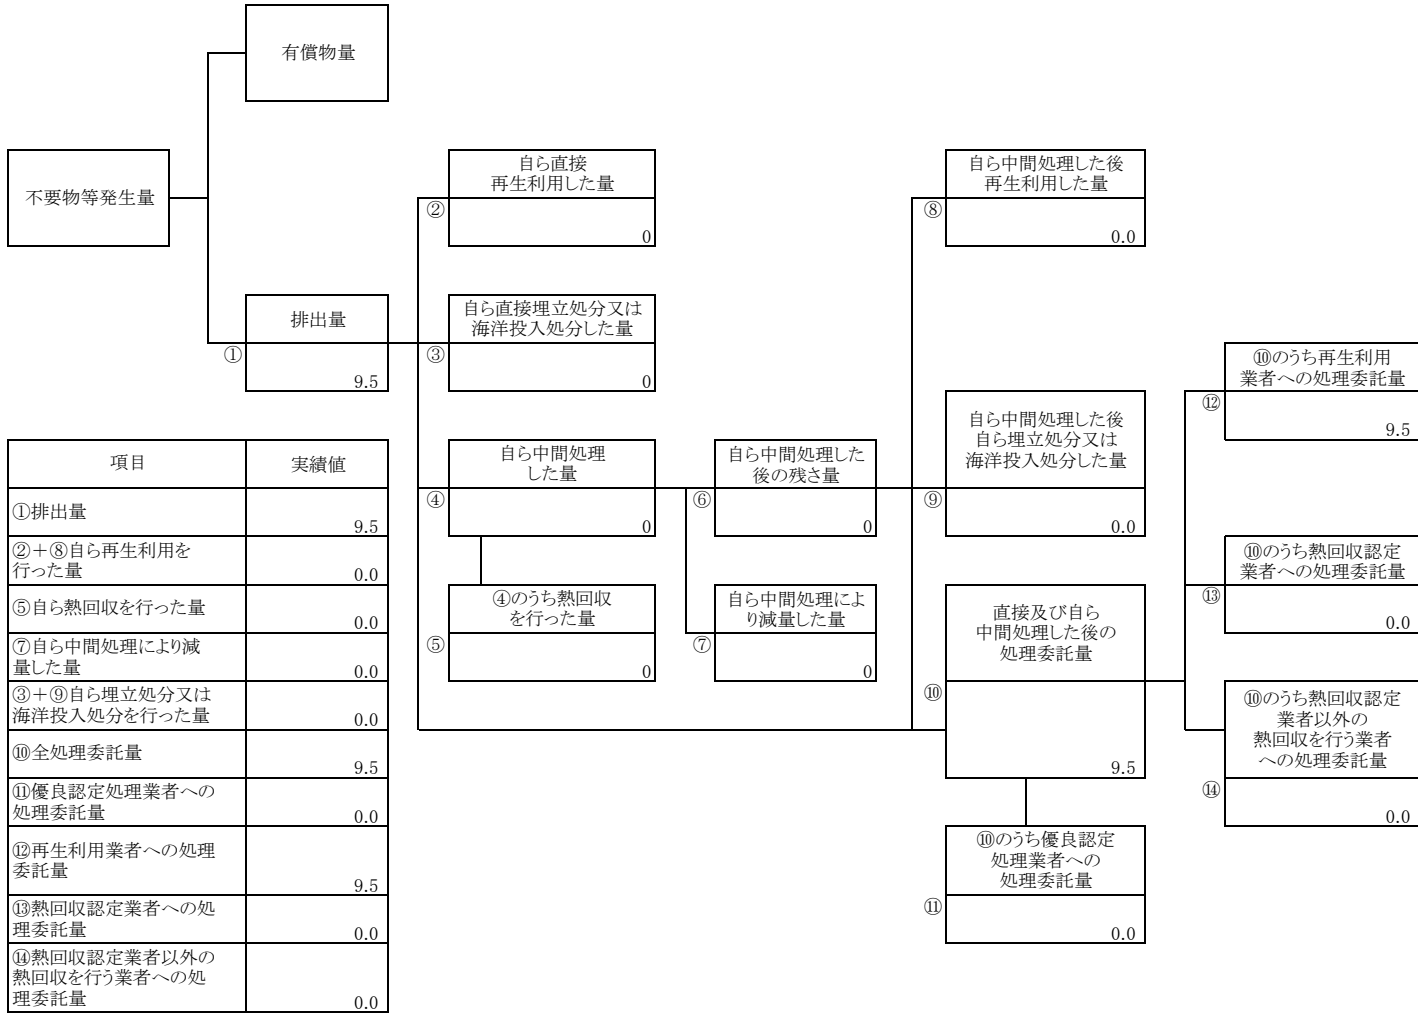 有償物量
不要物等発生量
自ら直接
再生利用した量
②
0
自ら中間処理した後
再生利用した量
⑧
0.0
排出量
①
9.5
自ら直接埋立処分又は
海洋投入処分した量
③
0
⑩のうち再生利用
業者への処理委託量
⑫
9.5
自ら中間処理した後
自ら埋立処分又は
海洋投入処分した量
⑨
0.0
自ら中間処理
した量
④
0
自ら中間処理した
後の残さ量
⑥
0
⑩のうち熱回収認定
業者への処理委託量
⑬
0.0
④のうち熱回収
を行った量
⑤
0
自ら中間処理によ
り減量した量
⑦
0
直接及び自ら
中間処理した後の
処理委託量
⑩
9.5
⑩のうち熱回収認定
業者以外の
熱回収を行う業者
への処理委託量
⑭
0.0
⑩のうち優良認定
処理業者への
処理委託量
⑪
0.0
項目 実績値
①排出量
9.5
②＋⑧自ら再生利用を
行った量
0.0
⑤自ら熱回収を行った量
0.0
⑦自ら中間処理により減
量した量
0.0
③＋⑨自ら埋立処分又は
海洋投入処分を行った量
0.0
⑩全処理委託量
9.5
⑪優良認定処理業者への
処理委託量
0.0
⑫再生利用業者への処理
委託量
9.5
⑬熱回収認定業者への処
理委託量
0.0
⑭熱回収認定業者以外の
熱回収を行う業者への処
理委託量
0.0